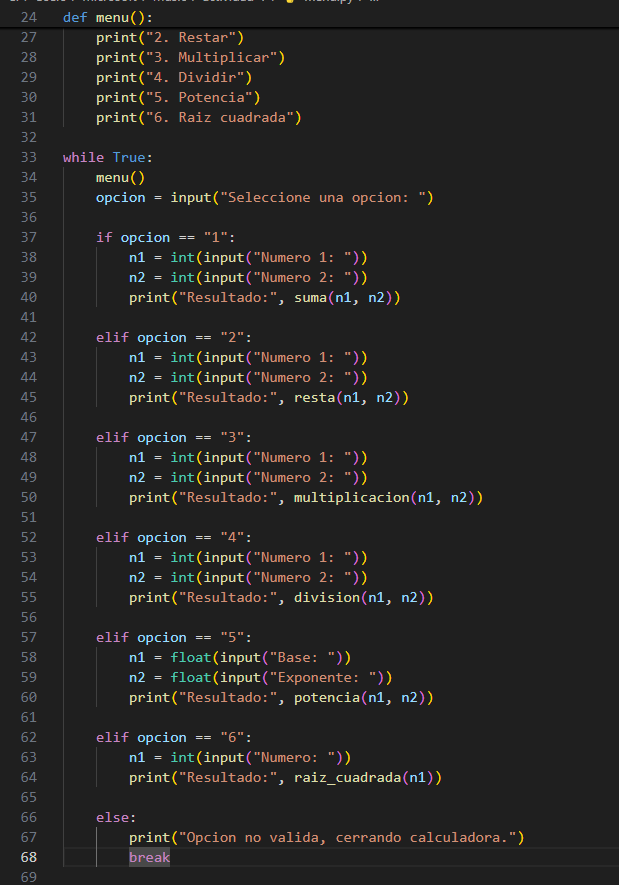 24 def menu():
27 print("2. Restar")
28 print("3. Multiplicar")
29 print("4. Dividir")
30 print("5. Potencia")
31 print("6. Raiz cuadrada")
32
33 while True:
34 menu()
35 opcion = input("Seleccione una opcion: ")
36
37 if opcion == "1":
38 n1 = int(input("Numero 1: "))
39 n2 = int(input("Numero 2: "))
40 print("Resultado:", suma(n1, n2))
41
42 elif opcion == "2":
43 n1 = int(input("Numero 1: "))
44 n2 = int(input("Numero 2: "))
45 print("Resultado:", resta(n1, n2))
46
47 elif opcion == "3":
48 n1 = int(input("Numero 1: "))
49 n2 = int(input("Numero 2: "))
50 print("Resultado:", multiplicacion(n1, n2))
51
52 elif opcion == "4":
53 n1 = int(input("Numero 1: "))
54 n2 = int(input("Numero 2: "))
55 print("Resultado:", division(n1, n2))
56
57 elif opcion == "5":
58 n1 = float(input("Base: "))
59 n2 = float(input("Exponente: "))
60 print("Resultado:", potencia(n1, n2))
61
62 elif opcion == "6":
63 n1 = int(input("Numero: "))
64 print("Resultado:", raiz_cuadrada(n1))
65
66 else:
67 print("Opcion no valida, cerrando calculadora.")
68 break
69